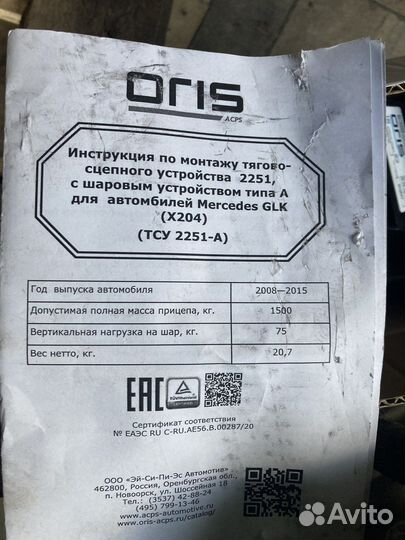 ORIS
ACPS
Инструкция по монтажу тягово-
сцепного устройства 2251,
с шаровым устройством типа А
для автомбилей Mercedes GLK
(X204)
(ТСУ 2251-А)
Год выпуска автомобиля 2008—2015
Допустимая полная масса прицепа, кг. 1500
Вертикальная нагрузка на шар, кг. 75
Вес нетто, кг. 20,7
ЕАС
Сертификат соответствия
№ ЕАЭС RU C-RU.AE56.B.00287/20
ООО «Эй-Си-Пи-Эс Автомотив»
462800, Россия, Оренбургская обл.
п. Новоорск, ул. Шоссейная 18
тел. (3537) 42-88-24
(495) 799-13-46
www.acps-automotive.ru
www.oris-acps.ru/catalog/
Avito